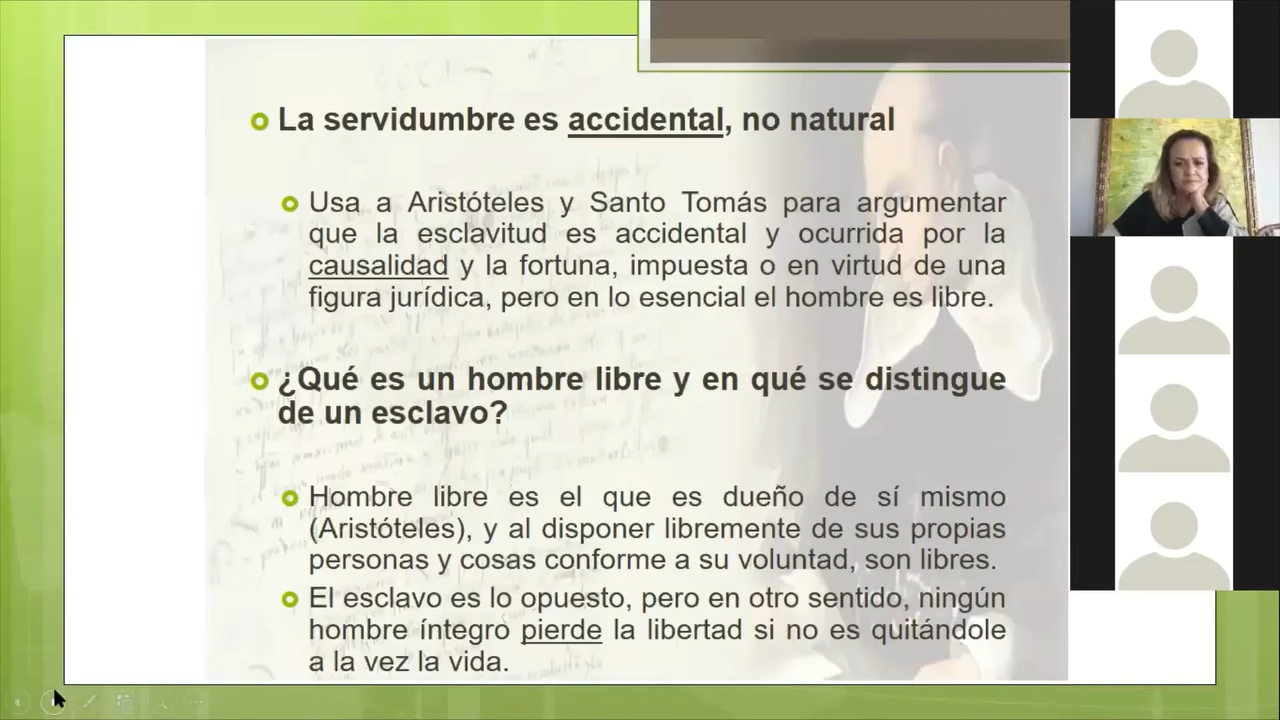 La servidumbre es accidental, no natural
Usa a Aristóteles y Santo Tomás para argumentar
que la esclavitud es accidental y ocurrida por la
causalidad y la fortuna, impuesta o en virtud de una
figura jurídica, pero en lo esencial el hombre es libre.
¿Qué es un hombre libre y en qué se distingue
de un esclavo?
Hombre libre es el que es dueño de sí mismo
(Aristóteles), y al disponer libremente de sus propias
personas y cosas conforme a su voluntad, son libres.
El esclavo es lo opuesto, pero en otro sentido, ningún
hombre íntegro pierde la libertad si no es quitándole
a la vez la vida.